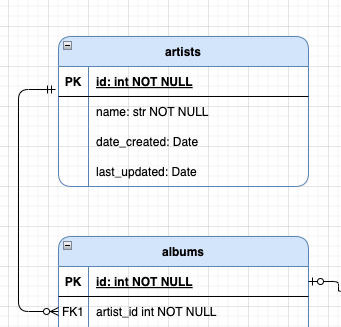 artists
PK id: int NOT NULL
name: str NOT NULL
date_created: Date
last_updated: Date
albums
PK id: int NOT NULL
FK1 artist_id int NOT NULL